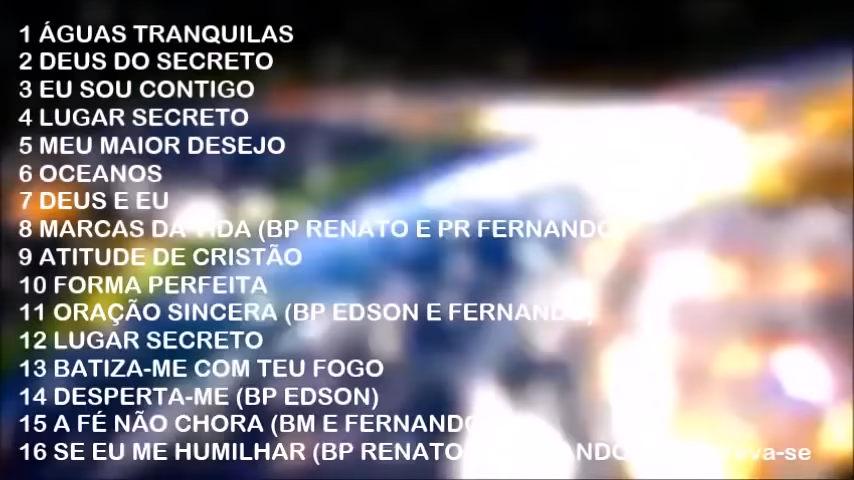 1 ÁGUAS TRANQUILAS
2 DEUS DO SECRETO
3 EU SOU CONTIGO
4 LUGAR SECRETO
5 MEU MAIOR DESEJO
6 OCEANOS
7 DEUS E EU
8 MARCAS DA VIDA (BP RENATO E PR FERNANDO
9 ATITUDE DE CRISTÃO
10 FORMA PERFEITA
11 ORAÇÃO SINCERA (BP EDSON E FERNANDO)
12 LUGAR SECRETO
13 BATIZA-ME COM TEU FOGO
14 DESPERTA-ME (BP EDSON)
15 A FÉ NÃO CHORA (BM E FERNANDO
16 SE EU ME HUMILHAR (BP RENATO